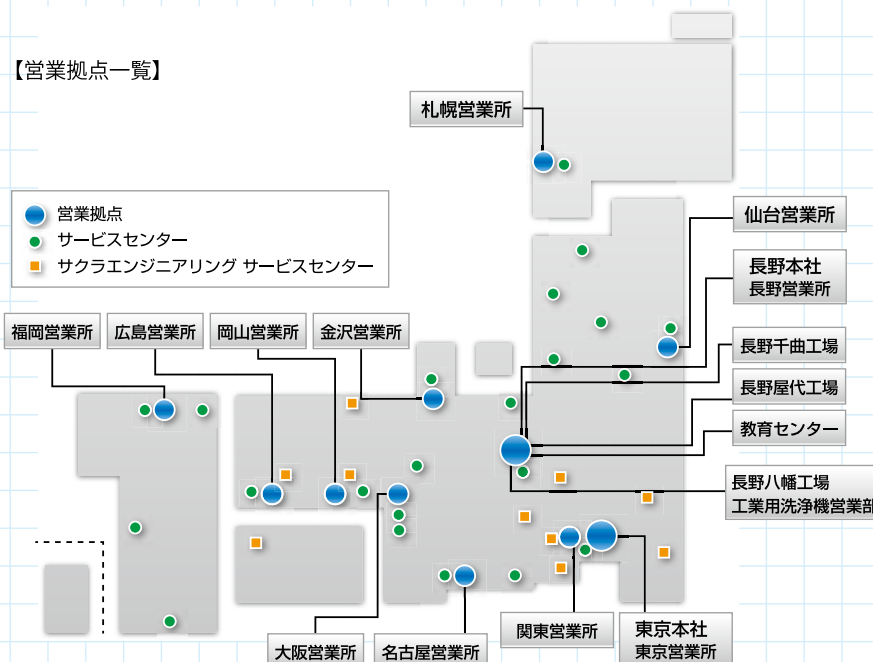 【営業拠点一覧】
札幌営業所
営業拠点
サービスセンター
サクラエンジニアリング サービスセンター
仙台営業所
長野本社
長野営業所
福岡営業所
広島営業所
岡山営業所
金沢営業所
長野千曲工場
長野屋代工場
教育センター
長野八幡工場
工業用洗浄機営業部
関東営業所
東京本社
東京営業所
大阪営業所
名古屋営業所